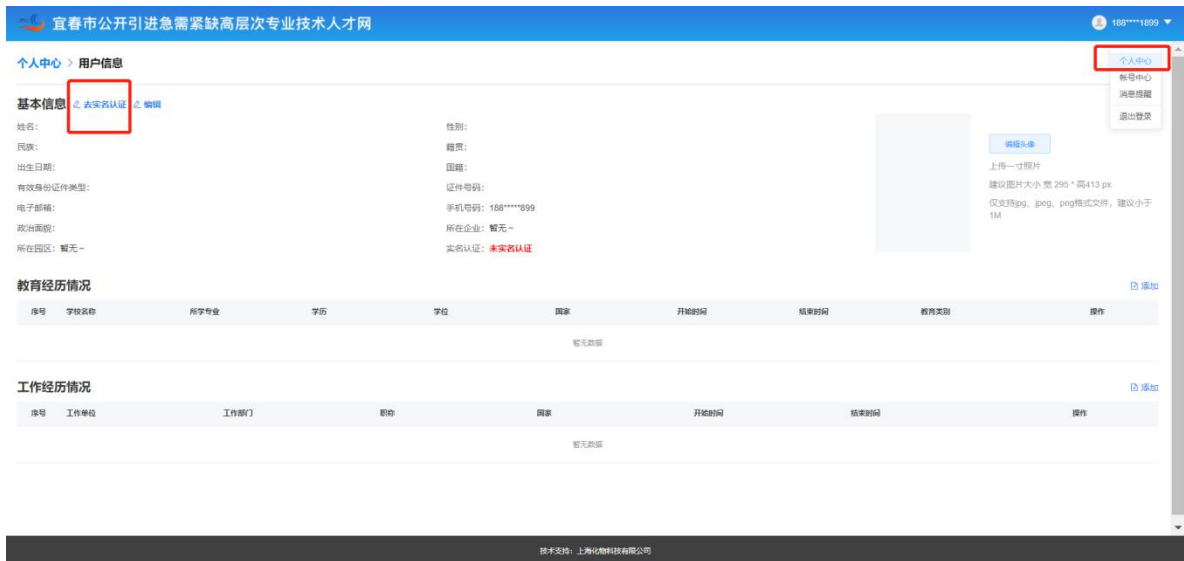 宜春市公开引进急需紧缺高层次专业技术人才网 188****1899
个人中心 > 用户信息
个人中心
帐号中心
消息提醒
退出登录
基本信息 去实名认证 编辑
姓名： 性别：
民族： 籍贯：
出生日期： 国籍：
有效身份证件类型： 证件号码：
电子邮箱： 手机号码：188*****899
政治面貌： 所在企业：暂无~
所在园区：暂无~ 实名认证：未实名认证
编辑头像
上传一寸照片
建议图片大小 宽 295 * 高413 px
仅支持jpg、jpeg、png格式文件，建议小于
1M
教育经历情况 添加
序号 学校名称 所学专业 学历 学位 国家 开始时间 结束时间 教育类别 操作
暂无数据
工作经历情况 添加
序号 工作单位 工作部门 职称 国家 开始时间 结束时间 操作
暂无数据
技术支持：上海化物科技有限公司